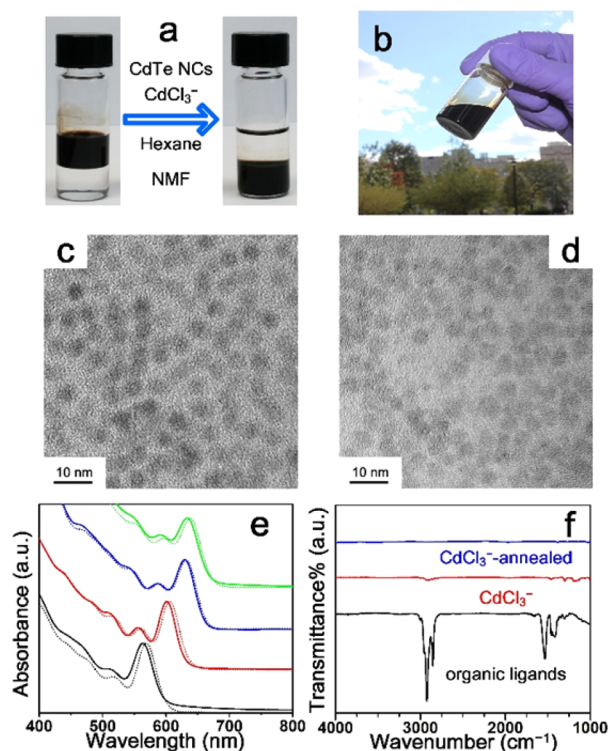 a
CdTe NCs
CdCl₃⁻
Hexane
NMF
b
c
10 nm
d
10 nm
e
Absorbance (a.u.)
400 500 600 700 800
Wavelength (nm)
f
Transmittance% (a.u.)
CdCl₃⁻-annealed
CdCl₃⁻
organic ligands
4000 3000 2000 1000
Wavenumber (cm⁻¹)